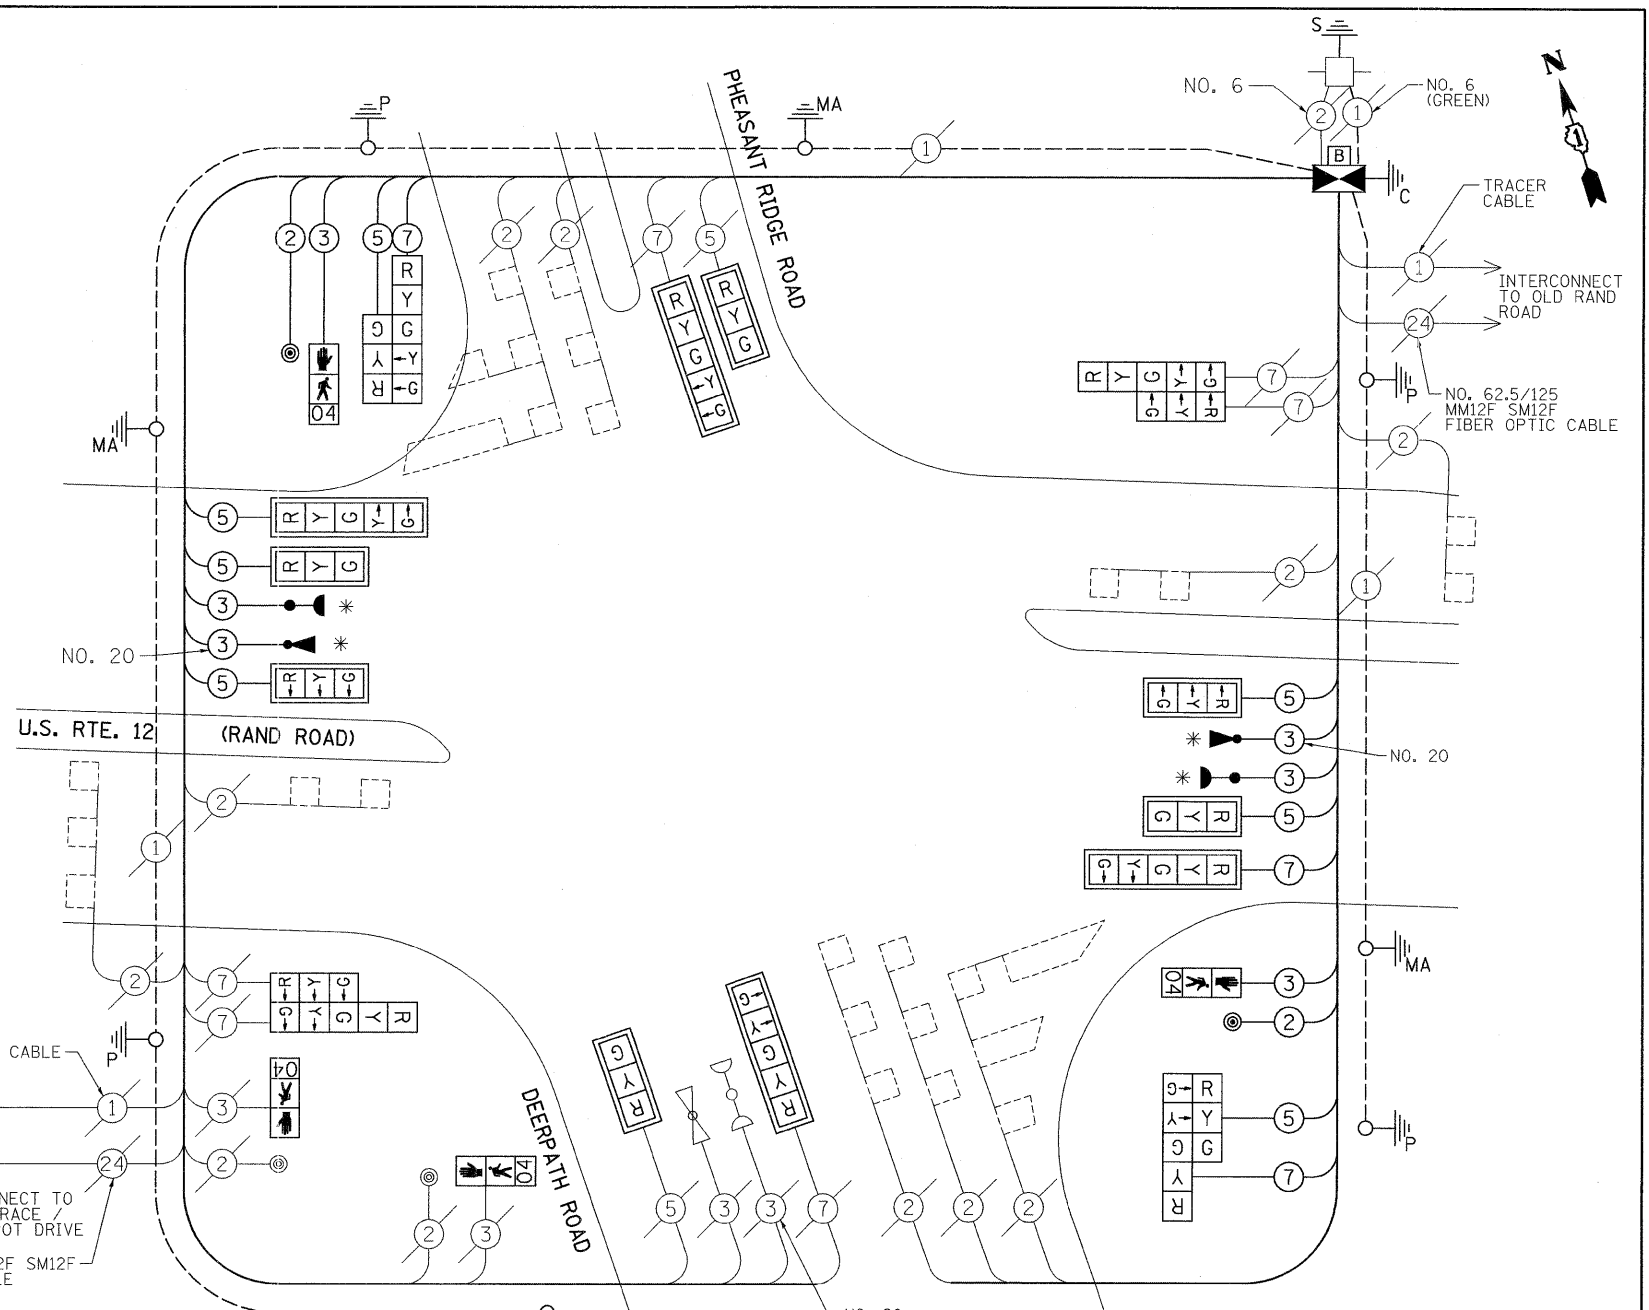 S
NO. 6
2
1
NO. 6
(GREEN)
N
1
P
MA
1
B
C
TRACER
CABLE
PHEASANT RIDGE ROAD
2
3
5
7
2
2
7
5
1
INTERCONNECT
TO OLD RAND
ROAD
24
R
Y
G
G
Y
Y
R
G
04
R
Y
G
Y
G
R
Y
G
R Y G Y G
7
G Y R
7
P
NO. 62.5/125
MM12F SM12F
FIBER OPTIC CABLE
2
MA
5
R Y G Y G
5
R Y G
3
*
NO. 20
3
*
5
R Y G
2
1
G Y R
5
*
3
NO. 20
*
3
G Y R
5
G Y G Y R
7
U.S. RTE. 12
(RAND ROAD)
2
1
2
7
R Y G
7
G Y G Y R
P
CABLE
1
3
04
24
2
NECT TO
RACE /
OT DRIVE
2F SM12F
LE
04
2
3
DEERPATH ROAD
G
Y
R
G
Y
G
Y
R
5
3
3
7
2
2
2
MA
04
3
2
G R
Y Y
G G
Y
R
5
7
P